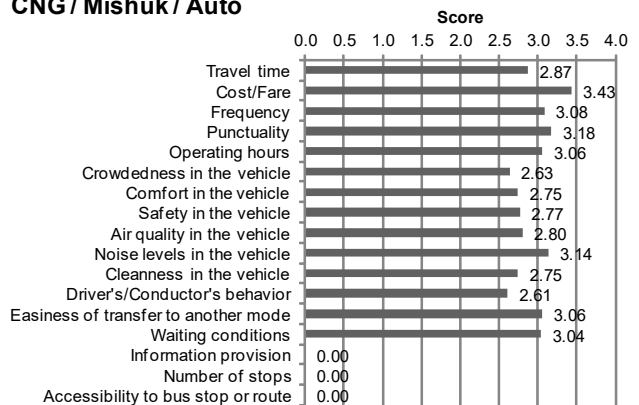 CNG / Mishuk / Auto
Score
0.0 0.5 1.0 1.5 2.0 2.5 3.0 3.5 4.0
Travel time 2.87
Cost/Fare 3.43
Frequency 3.08
Punctuality 3.18
Operating hours 3.06
Crowdedness in the vehicle 2.63
Comfort in the vehicle 2.75
Safety in the vehicle 2.77
Air quality in the vehicle 2.80
Noise levels in the vehicle 3.14
Cleanness in the vehicle 2.75
Driver's/Conductor's behavior 2.61
Easiness of transfer to another mode 3.06
Waiting conditions 3.04
Information provision 0.00
Number of stops 0.00
Accessibility to bus stop or route 0.00